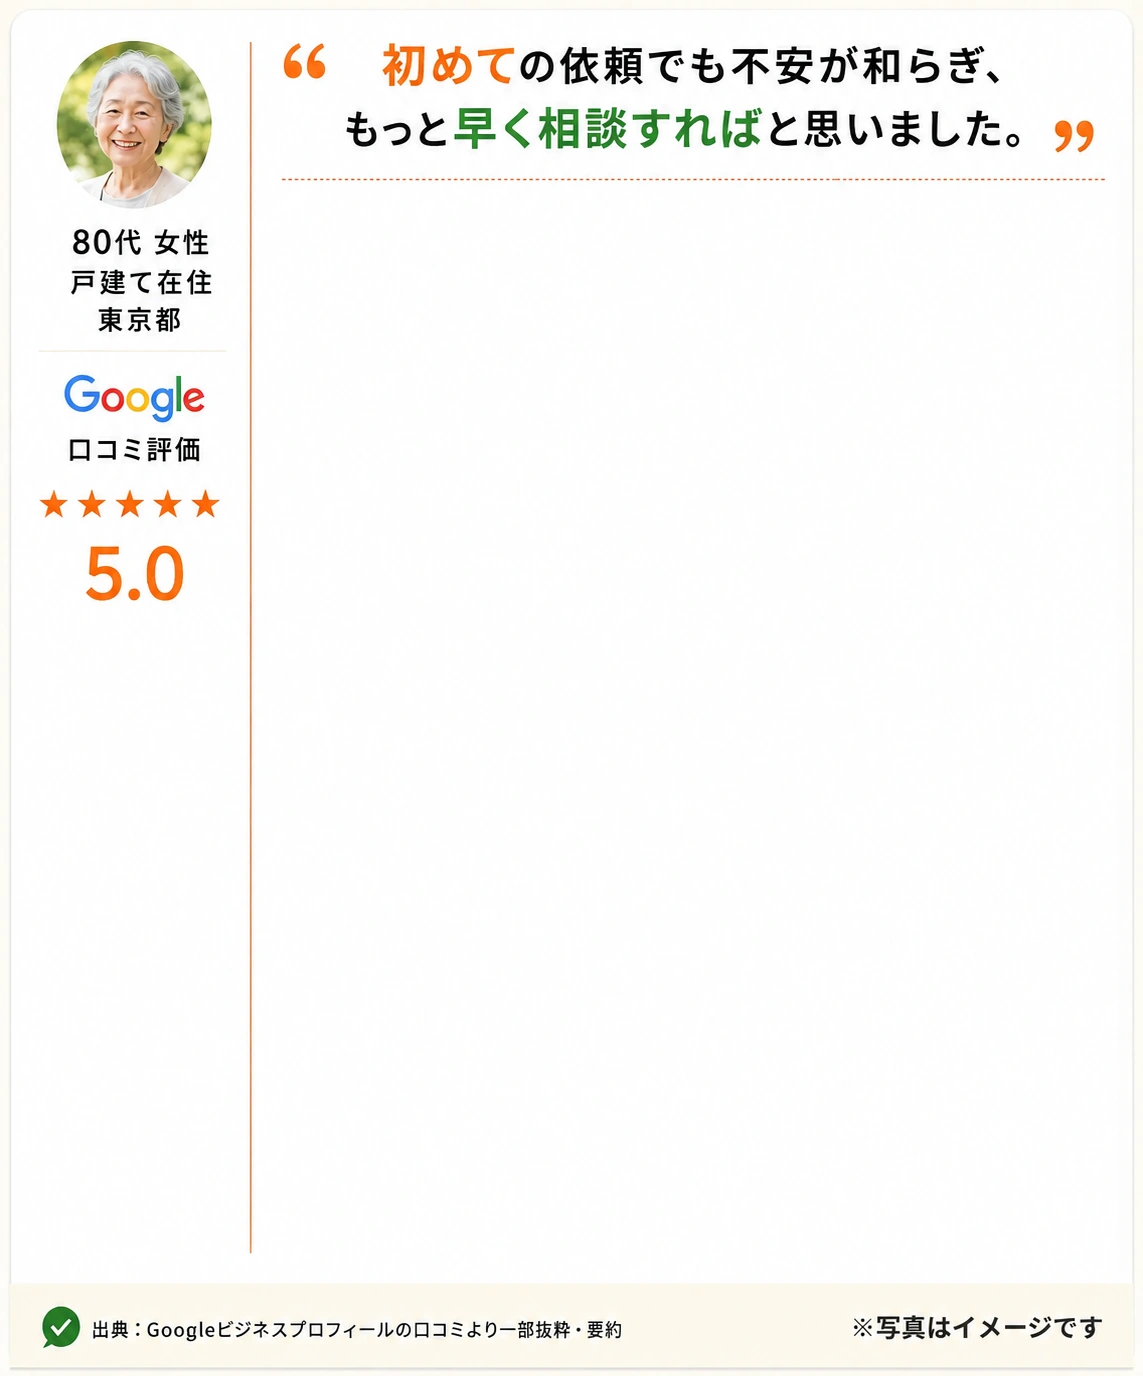 80代 女性
戸建て在住
東京都
Google
口コミ評価
★★★★★
5.0
“ 初めての依頼でも不安が和らぎ、
もっと早く相談すればと思いました。 ”
出典：Googleビジネスプロフィールの口コミより一部抜粋・要約
※写真はイメージです